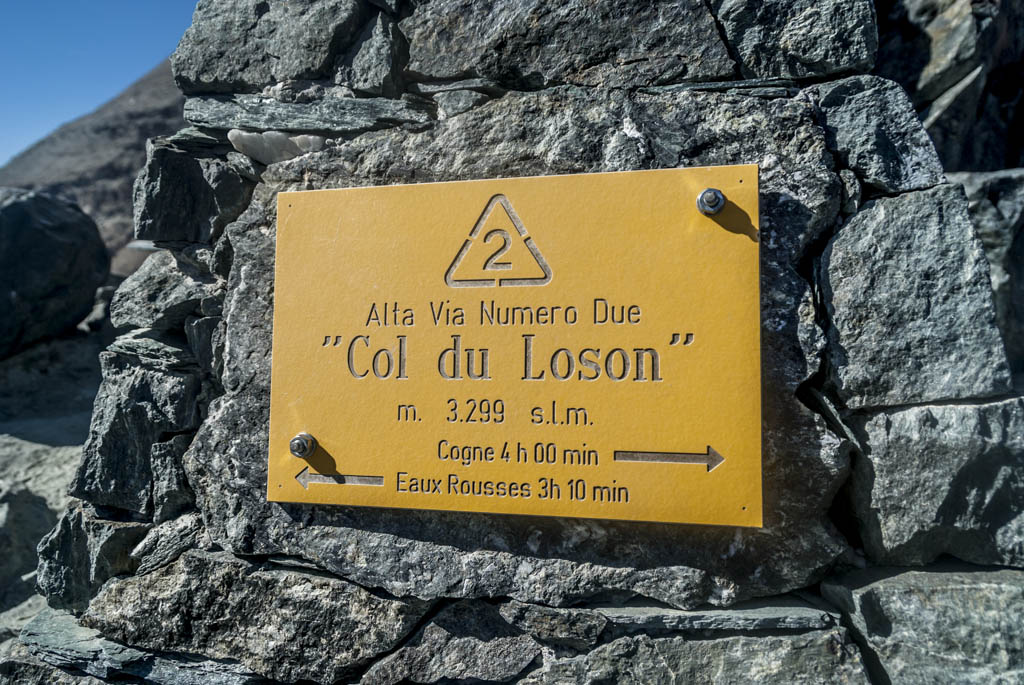 2
Alta Via Numero Due
"Col du Loson"
m. 3.299 s.l.m.
Cogne 4 h 00 min
Eaux Rousses 3h 10 min